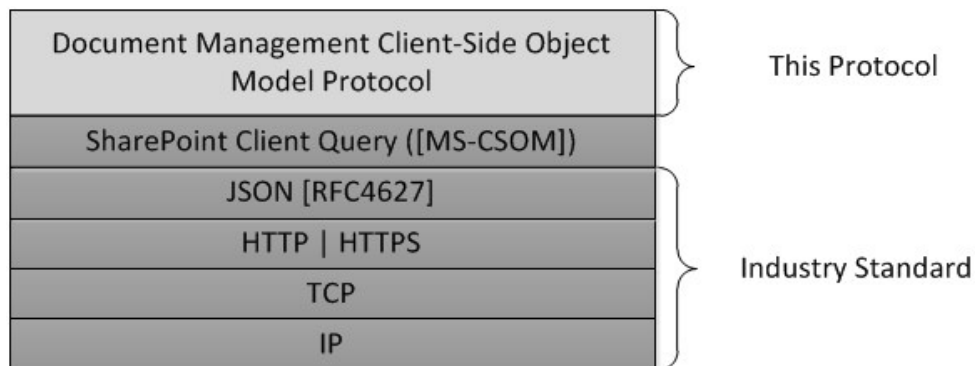 Document Management Client-Side Object
Model Protocol
This Protocol
SharePoint Client Query ([MS-CSOM])
JSON [RFC4627]
HTTP | HTTPS
Industry Standard
TCP
IP